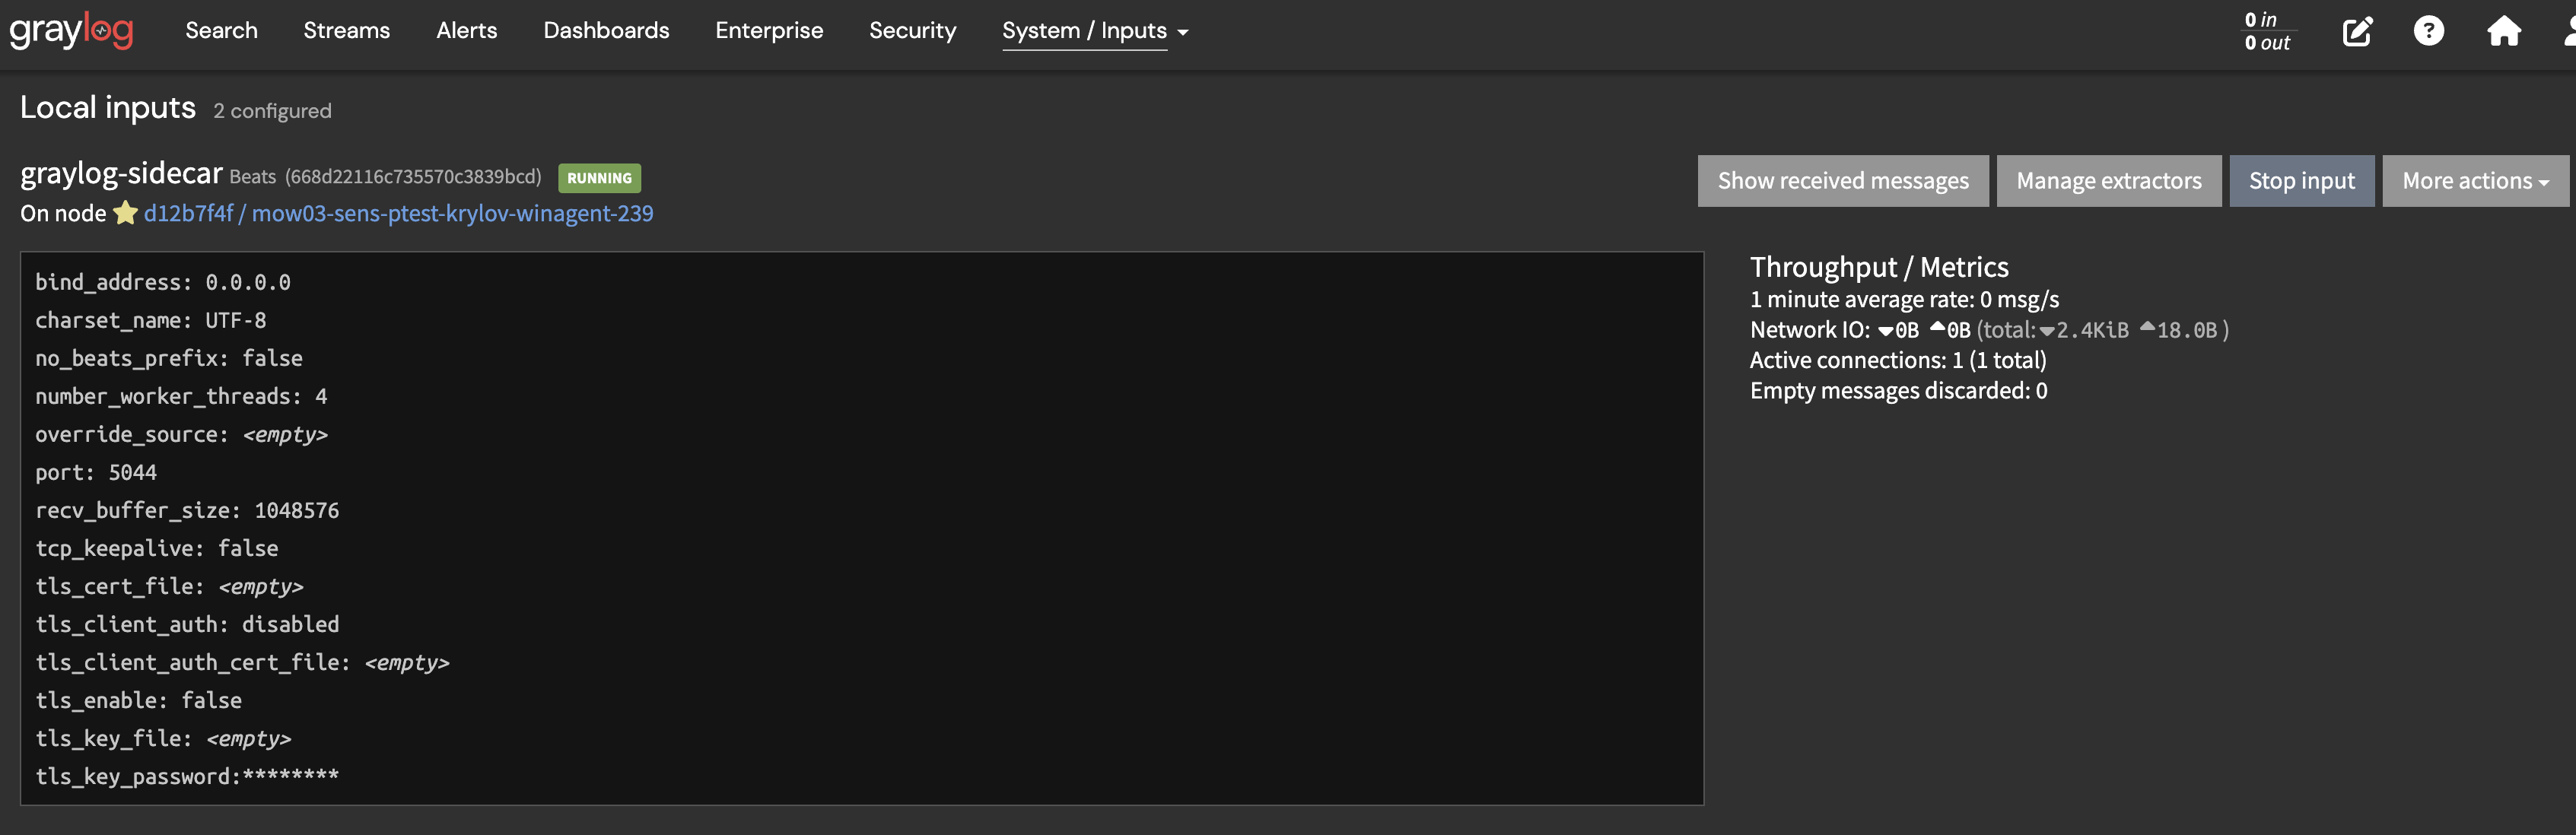 graylog Search Streams Alerts Dashboards Enterprise Security System / Inputs 0 in
0 out
Local inputs 2 configured
graylog-sidecar Beats (668d22116c735570c3839bcd) RUNNING
Show received messages Manage extractors Stop input More actions
On node d12b7f4f / mow03-sens-ptest-krylov-winagent-239
bind_address: 0.0.0.0
charset_name: UTF-8
no_beats_prefix: false
number_worker_threads: 4
override_source: <empty>
port: 5044
recv_buffer_size: 1048576
tcp_keepalive: false
tls_cert_file: <empty>
tls_client_auth: disabled
tls_client_auth_cert_file: <empty>
tls_enable: false
tls_key_file: <empty>
tls_key_password:********
Throughput / Metrics
1 minute average rate: 0 msg/s
Network IO: 0B 0B (total: 2.4KiB 18.0B )
Active connections: 1 (1 total)
Empty messages discarded: 0